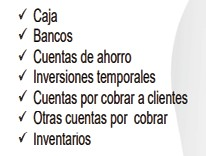 ✓ Caja
✓ Bancos
✓ Cuentas de ahorro
✓ Inversiones temporales
✓ Cuentas por cobrar a clientes
✓ Otras cuentas por cobrar
✓ Inventarios